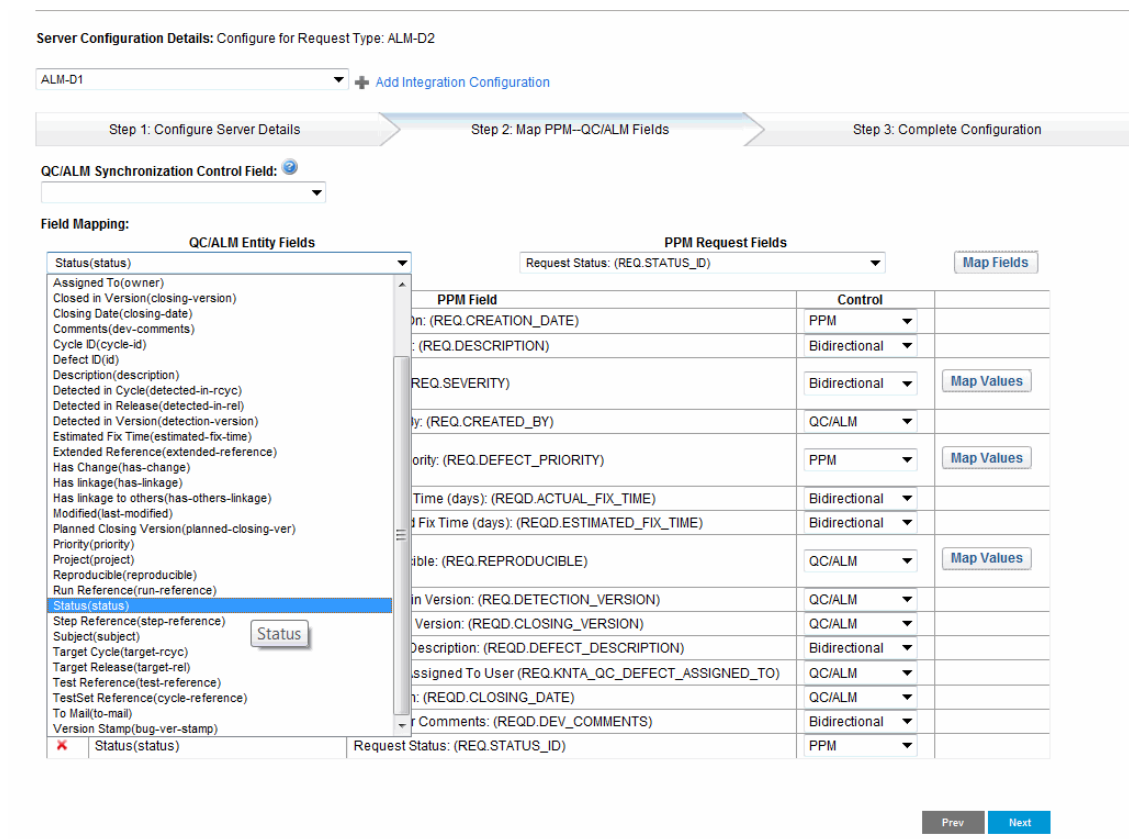 Server Configuration Details: Configure for Request Type: ALM-D2
ALM-D1
Add Integration Configuration
Step 1: Configure Server Details
Step 2: Map PPM--QC/ALM Fields
Step 3: Complete Configuration
QC/ALM Synchronization Control Field:
Field Mapping:
QC/ALM Entity Fields
PPM Request Fields
Status(status)
Request Status: (REQ.STATUS_ID)
Map Fields
Assigned To(owner)
Closed in Version(closing-version)
Closing Date(closing-date)
Comments(dev-comments)
Cycle ID(cycle-id)
Defect ID(id)
Description(description)
Detected in Cycle(detected-in-rcyc)
Detected in Release(detected-in-rel)
Detected in Version(detection-version)
Estimated Fix Time(estimated-fix-time)
Extended Reference(extended-reference)
Has Change(has-change)
Has linkage(has-linkage)
Has linkage to others(has-others-linkage)
Modified(last-modified)
Planned Closing Version(planned-closing-ver)
Priority(priority)
Project(project)
Reproducible(reproducible)
Run Reference(run-reference)
Status(status)
Step Reference(step-reference)
Subject(subject)
Target Cycle(target-rcyc)
Target Release(target-rel)
Test Reference(test-reference)
TestSet Reference(cycle-reference)
To Mail(to-mail)
Version Stamp(bug-ver-stamp)
Status
PPM Field Control
On: (REQ.CREATION_DATE) PPM
: (REQ.DESCRIPTION) Bidirectional
REQ.SEVERITY) Bidirectional Map Values
y: (REQ.CREATED_BY) QC/ALM
ority: (REQ.DEFECT_PRIORITY) PPM Map Values
Time (days): (REQD.ACTUAL_FIX_TIME) Bidirectional
d Fix Time (days): (REQD.ESTIMATED_FIX_TIME) Bidirectional
ible: (REQ.REPRODUCIBLE) QC/ALM Map Values
in Version: (REQ.DETECTION_VERSION) QC/ALM
Version: (REQD.CLOSING_VERSION) QC/ALM
Description: (REQD.DEFECT_DESCRIPTION) Bidirectional
Assigned To User (REQ.KNTA_QC_DEFECT_ASSIGNED_TO) QC/ALM
n: (REQD.CLOSING_DATE) QC/ALM
r Comments: (REQD.DEV_COMMENTS) Bidirectional
Status(status) Request Status: (REQ.STATUS_ID) PPM
Prev Next